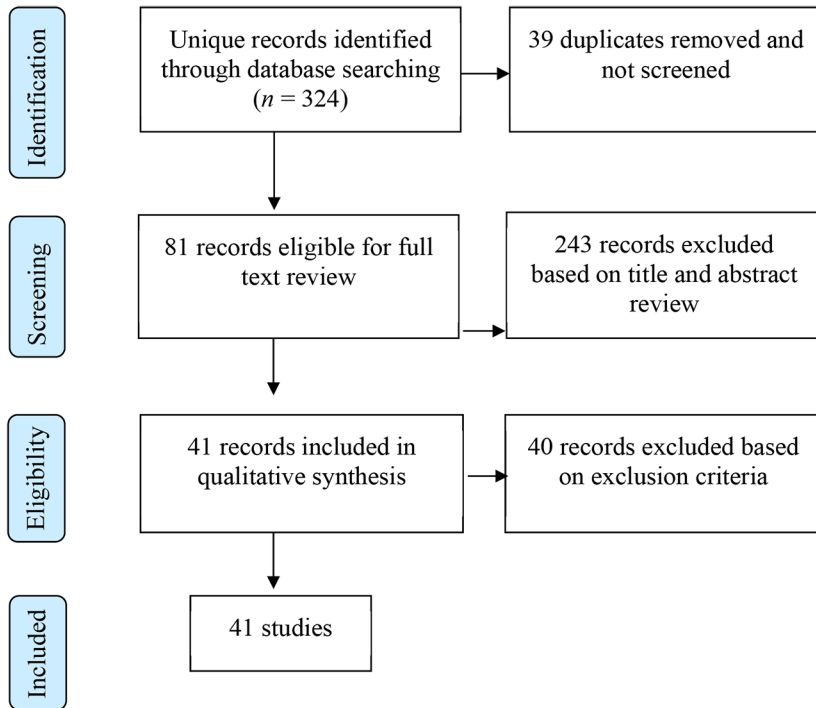 Identification
Unique records identified
through database searching
(n = 324)
39 duplicates removed and
not screened
Screening
81 records eligible for full
text review
243 records excluded
based on title and abstract
review
Eligibility
41 records included in
qualitative synthesis
40 records excluded based
on exclusion criteria
Included
41 studies